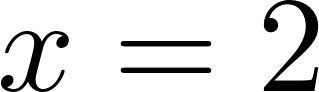 x = 2